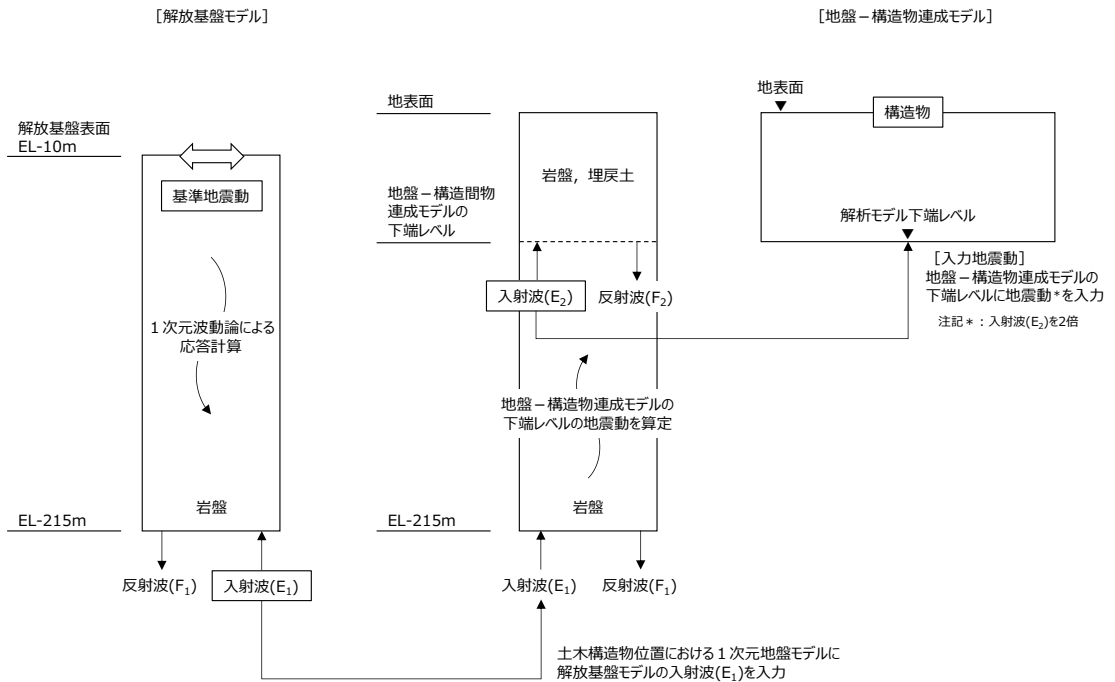 [解放基盤モデル]
解放基盤表面
EL-10m
基準地震動
1次元波動論による
応答計算
岩盤
EL-215m
反射波(F₁)
入射波(E₁)
地表面
岩盤，埋戻土
地盤－構造間物
連成モデルの
下端レベル
入射波(E₂)
反射波(F₂)
地盤－構造物連成モデルの
下端レベルの地震動を算定
岩盤
EL-215m
入射波(E₁)
反射波(F₁)
土木構造物位置における1次元地盤モデルに
解放基盤モデルの入射波(E₁)を入力
[地盤－構造物連成モデル]
地表面
構造物
解析モデル下端レベル
[入力地震動]
地盤－構造物連成モデルの
下端レベルに地震動*を入力
注記*：入射波(E₂)を2倍